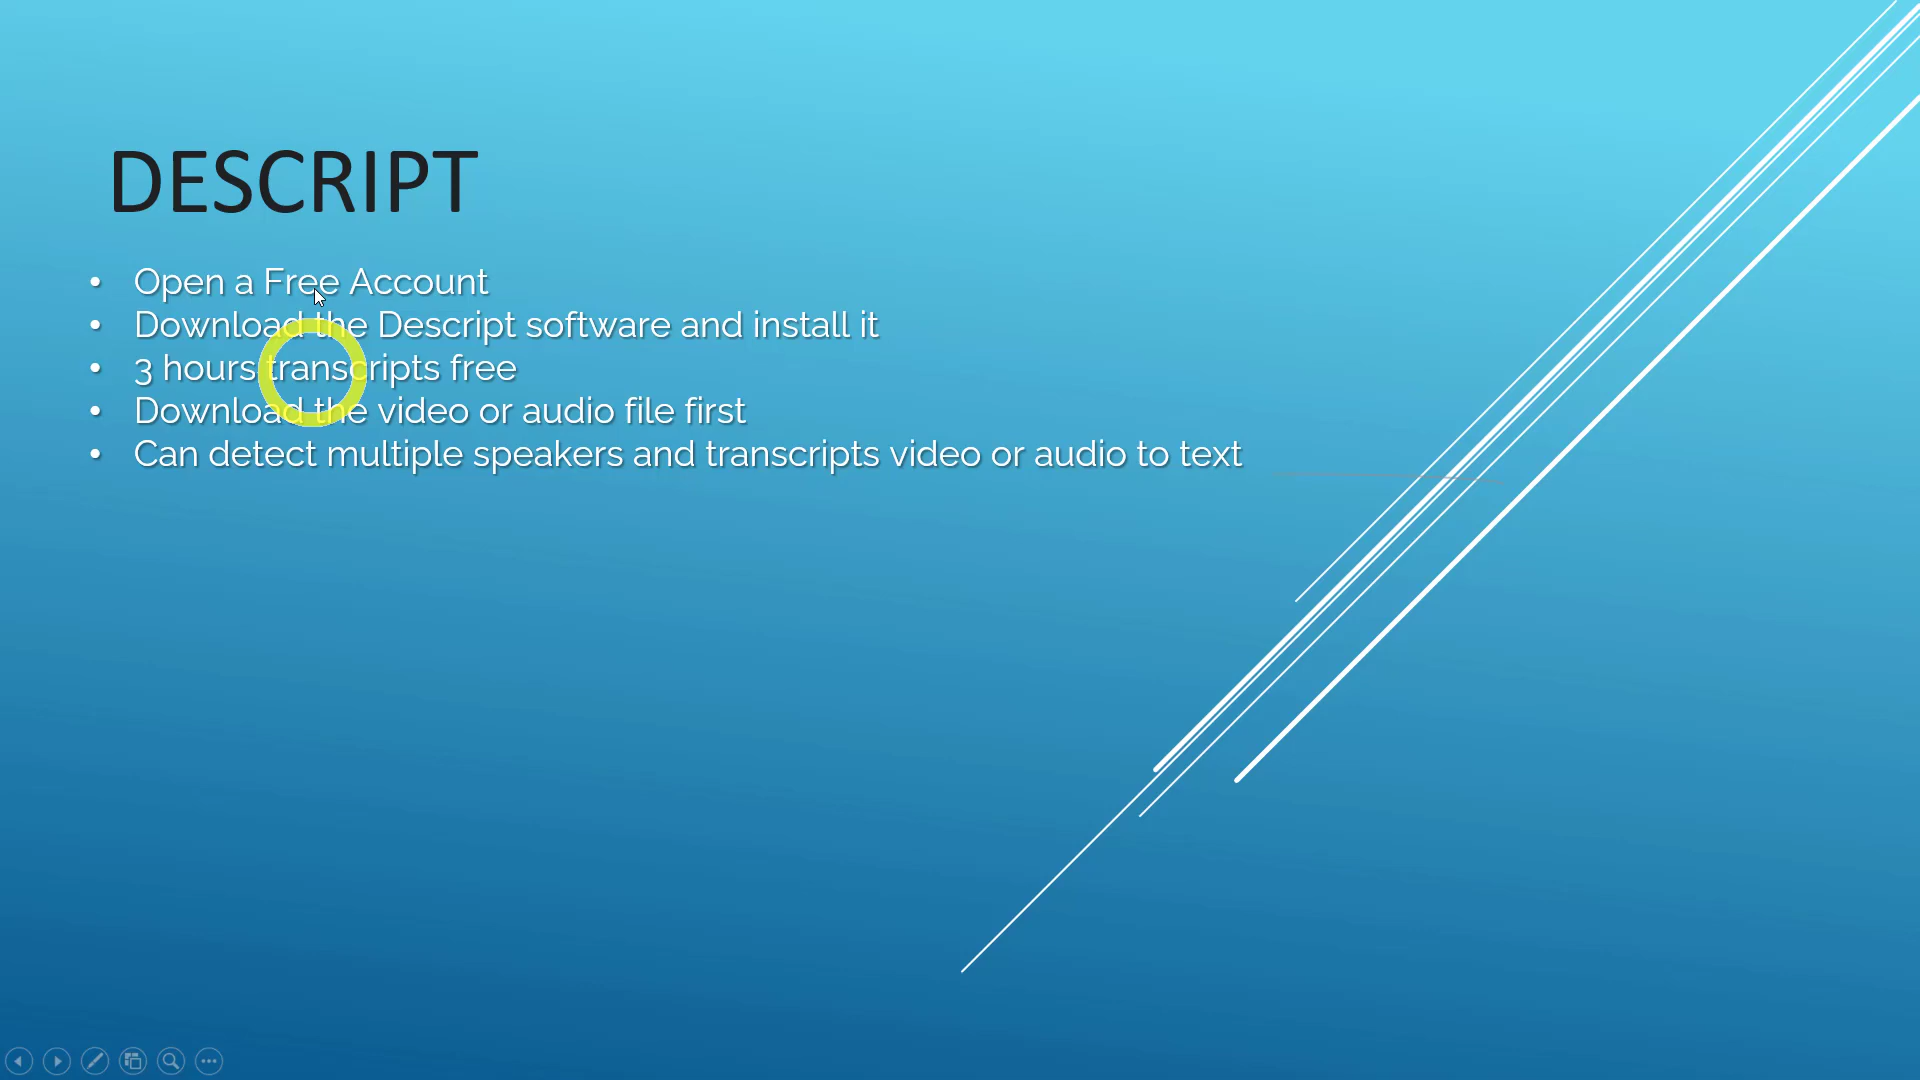 DESCRIPT
• Open a Free Account
• Download the Descript software and install it
• 3 hours transcripts free
• Download the video or audio file first
• Can detect multiple speakers and transcripts video or audio to text